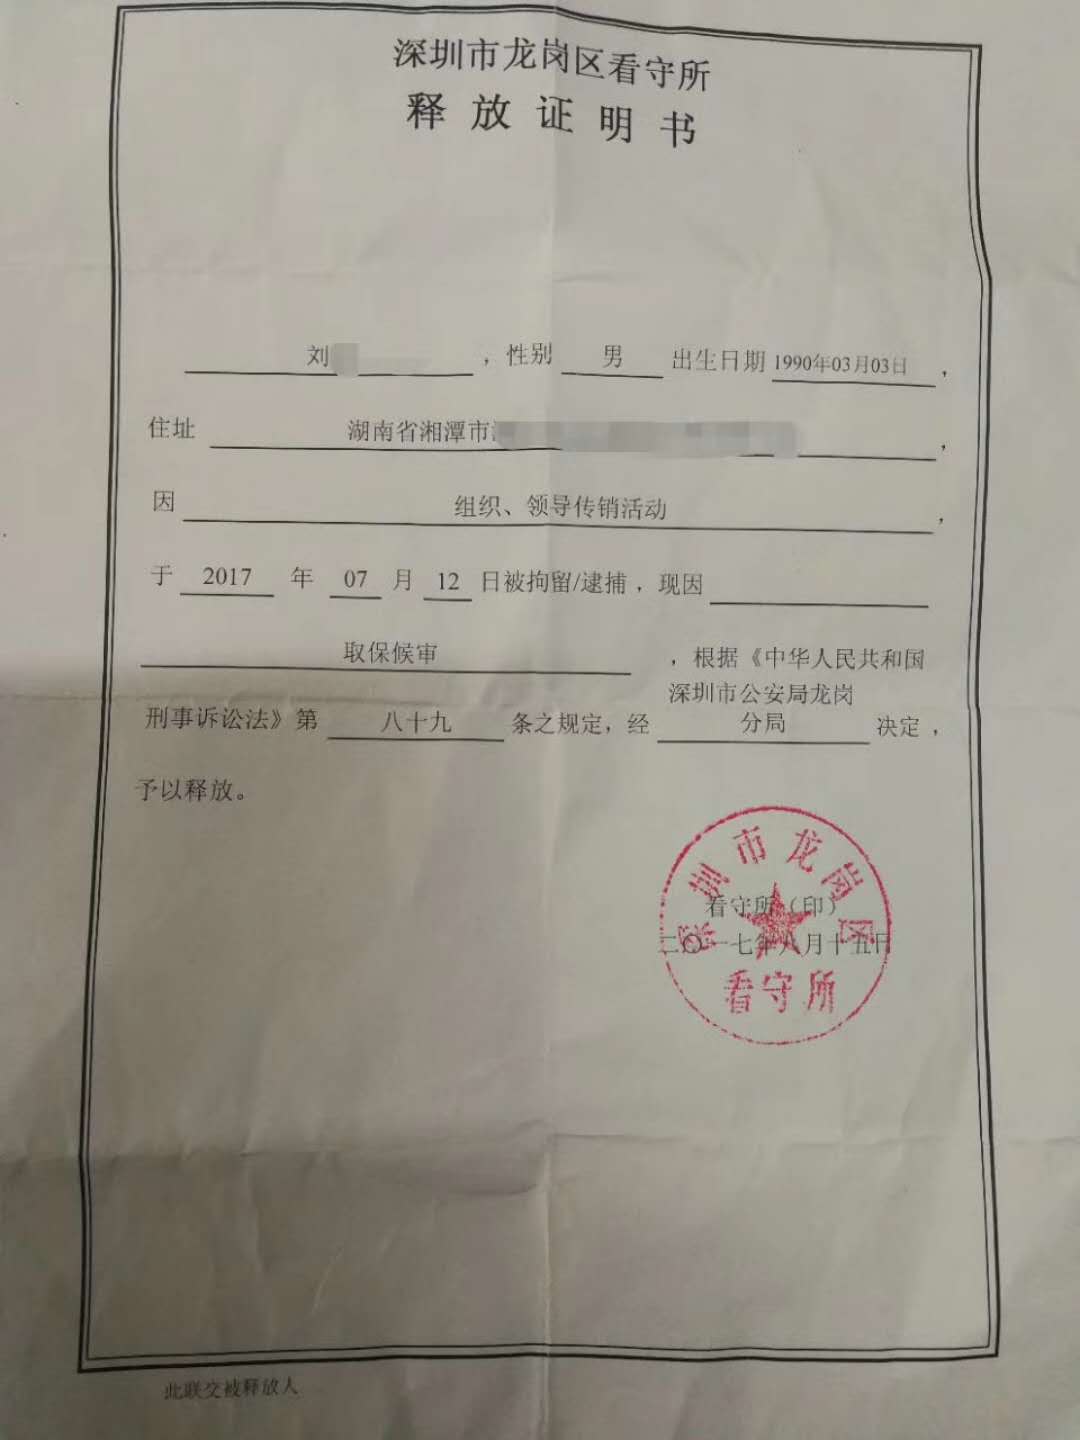 深圳市龙岗区看守所
释放证明书
刘 ，性别 男 出生日期 1990年03月03日 ，
住址 湖南省湘潭市 ，
因 组织、领导传销活动 ，
于 2017 年 07 月 12 日被拘留/逮捕，现因
取保候审 ，根据《中华人民共和国
深圳市公安局龙岗
刑事诉讼法》第 八十九 条之规定，经 分局 决定，
予以释放。
看守所（印）
二〇一七年八月十五日
深圳市龙岗区
看守所
此联交被释放人